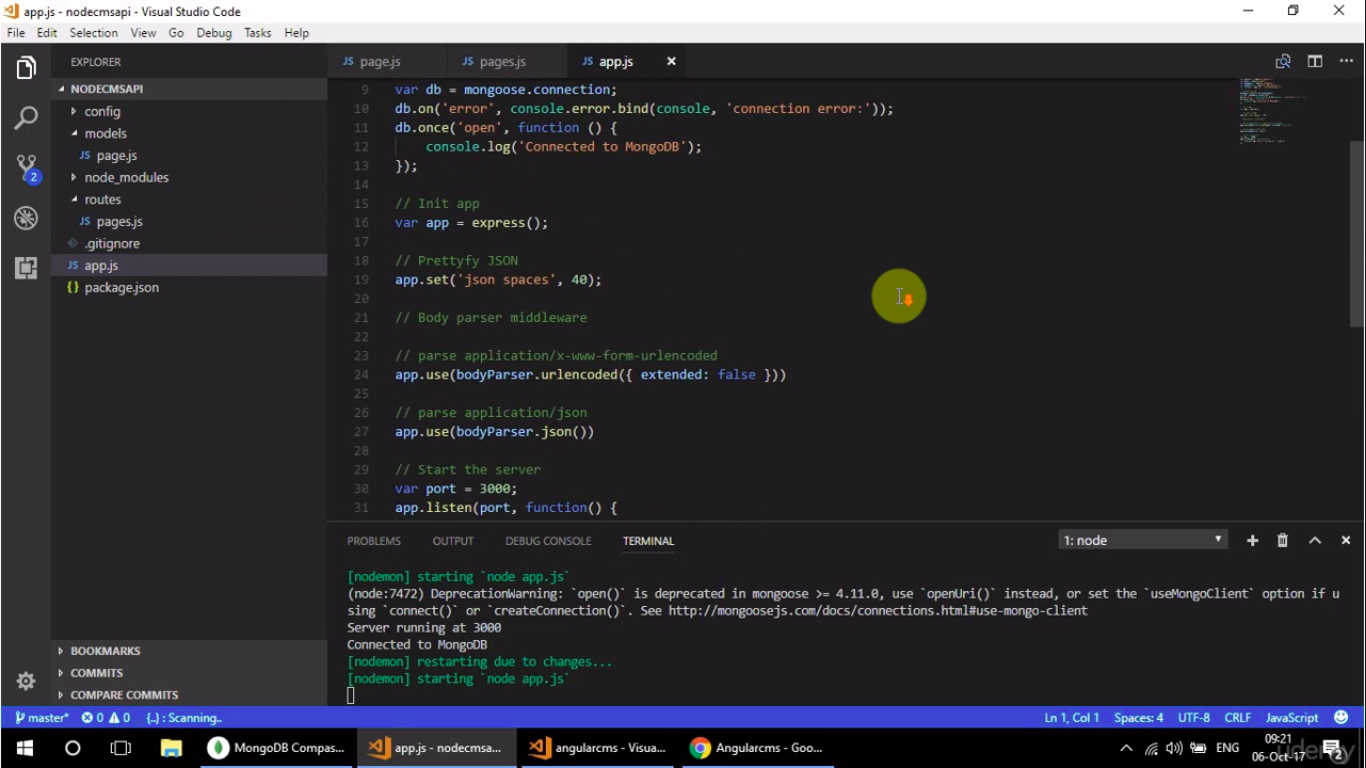 app.js - nodecmsapi - Visual Studio Code
File Edit Selection View Go Debug Tasks Help
EXPLORER
NODECMSAPI
config
models
JS page.js
node_modules
routes
JS pages.js
.gitignore
JS app.js
{} package.json
BOOKMARKS
COMMITS
COMPARE COMMITS
2
JS page.js JS pages.js JS app.js
9 var db = mongoose.connection;
10 db.on('error', console.error.bind(console, 'connection error:'));
11 db.once('open', function () {
12 console.log('Connected to MongoDB');
13 });
14
15 // Init app
16 var app = express();
17
18 // Prettyfy JSON
19 app.set('json spaces', 40);
20
21 // Body parser middleware
22
23 // parse application/x-www-form-urlencoded
24 app.use(bodyParser.urlencoded({ extended: false }))
25
26 // parse application/json
27 app.use(bodyParser.json())
28
29 // Start the server
30 var port = 3000;
31 app.listen(port, function() {
PROBLEMS OUTPUT DEBUG CONSOLE TERMINAL 1: node
[nodemon] starting `node app.js`
(node:7472) DeprecationWarning: `open()` is deprecated in mongoose >= 4.11.0, use `openUri()` instead, or set the `useMongoClient` option if u
sing `connect()` or `createConnection()`. See http://mongoosejs.com/docs/connections.html#use-mongo-client
Server running at 3000
Connected to MongoDB
[nodemon] restarting due to changes...
[nodemon] starting `node app.js`
master* 0 0 {..} : Scanning.. Ln 1, Col 1 Spaces: 4 UTF-8 CRLF JavaScript
MongoDB Compas... app.js - nodecmsa... angularcms - Visua... Angularcms - Goo... ENG 09:21
06-Oct-17 2
udemy